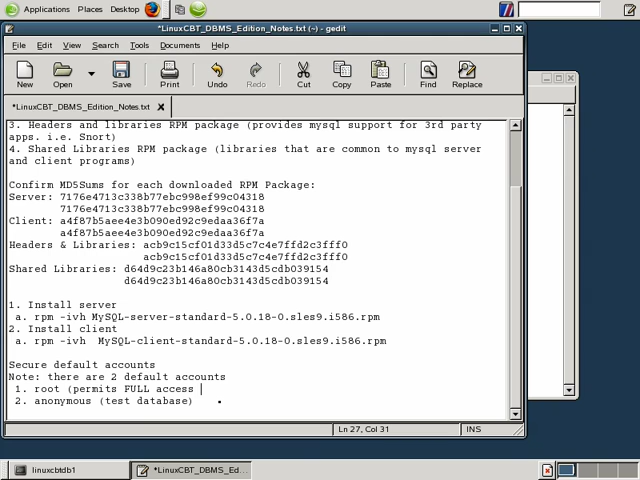 Applications Places Desktop
*LinuxCBT_DBMS_Edition_Notes.txt (~) - gedit
File Edit View Search Tools Documents Help
New Open Save Print Undo Redo Cut Copy Paste Find Replace
*LinuxCBT_DBMS_Edition_Notes.txt
3. Headers and libraries RPM package (provides mysql support for 3rd party
apps. i.e. Snort)
4. Shared Libraries RPM package (libraries that are common to mysql server
and client programs)
Confirm MD5Sums for each downloaded RPM Package:
Server: 7176e4713c338b77ebc998ef99c04318
7176e4713c338b77ebc998ef99c04318
Client: a4f87b5aee4e3b090ed92c9edaa36f7a
a4f87b5aee4e3b090ed92c9edaa36f7a
Headers & Libraries: acb9c15cf01d33d5c7c4e7ffd2c3fff0
acb9c15cf01d33d5c7c4e7ffd2c3fff0
Shared Libraries: d64d9c23b146a80cb3143d5cdb039154
d64d9c23b146a80cb3143d5cdb039154
1. Install server
a. rpm -ivh MySQL-server-standard-5.0.18-0.sles9.i586.rpm
2. Install client
a. rpm -ivh  MySQL-client-standard-5.0.18-0.sles9.i586.rpm
Secure default accounts
Note: there are 2 default accounts
1. root (permits FULL access
2. anonymous (test database)
Ln 27, Col 31 INS
linuxcbtdb1 *LinuxCBT_DBMS_Ed...